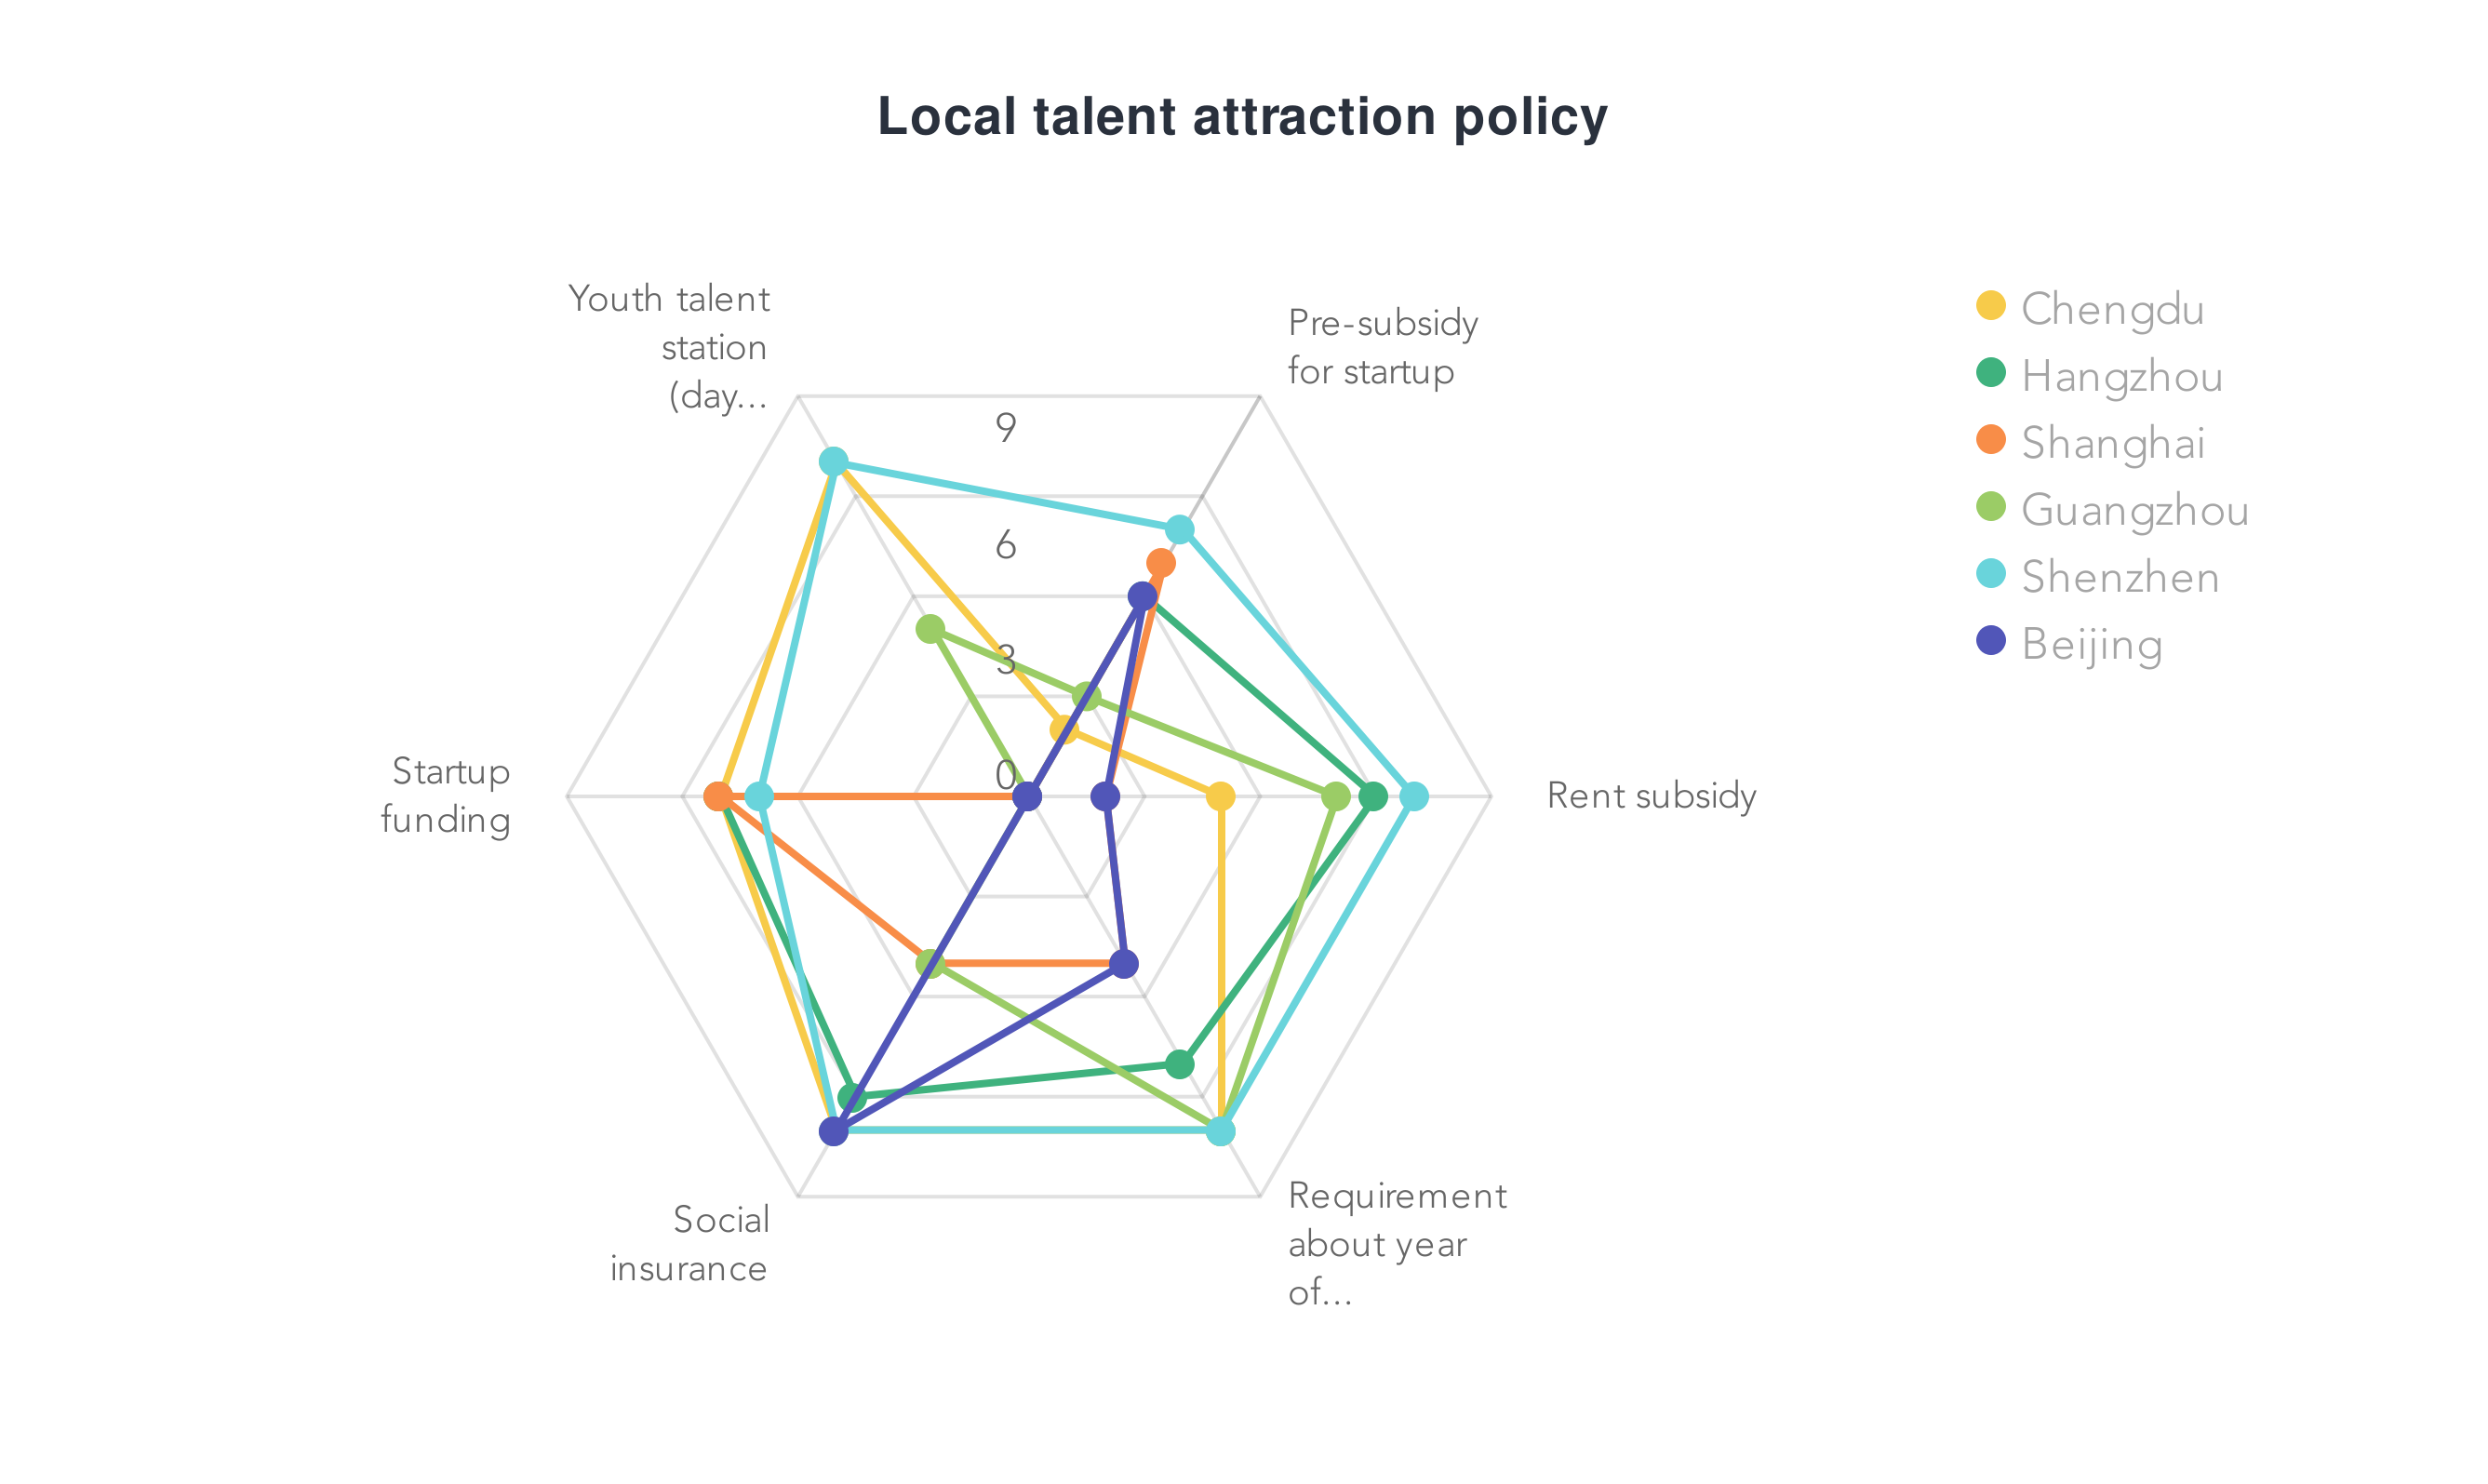 Local talent attraction policy
Youth talent
station
(day...
Pre-subsidy
for startup
9
6
3
0
Startup
funding
Rent subsidy
Social
insurance
Requirement
about year
of...
Chengdu
Hangzhou
Shanghai
Guangzhou
Shenzhen
Beijing